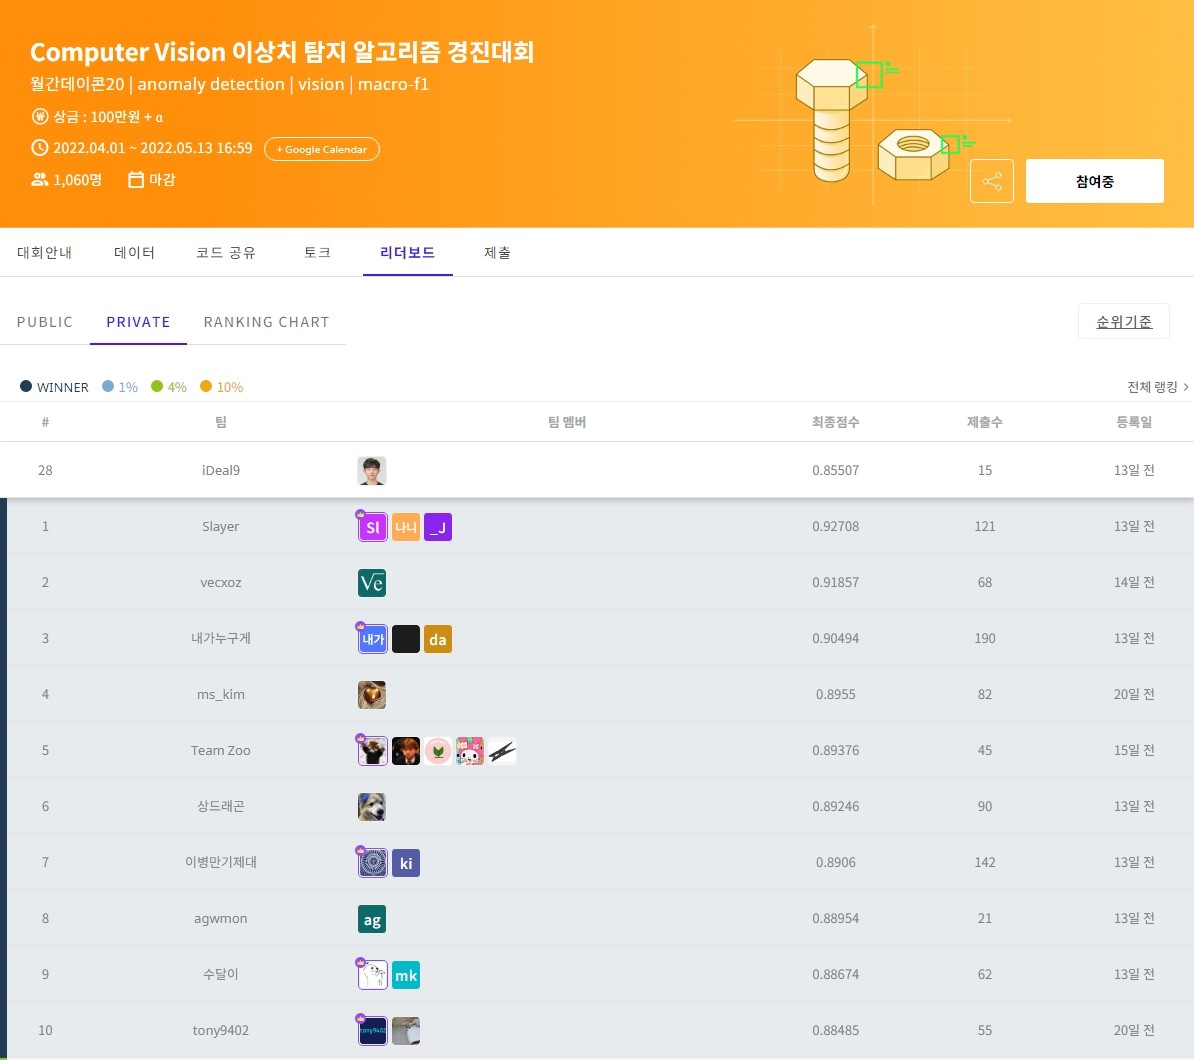 Computer Vision 이상치 탐지 알고리즘 경진대회
월간데이콘20 | anomaly detection | vision | macro-f1
₩ 상금 : 100만원 + α
2022.04.01 ~ 2022.05.13 16:59 + Google Calendar
1,060명 마감
참여중
대회안내 데이터 코드 공유 토크 리더보드 제출
PUBLIC PRIVATE RANKING CHART 순위기준
WINNER 1% 4% 10% 전체 랭킹 >
# 팀 팀 멤버 최종점수 제출수 등록일
28 iDeal9 0.85507 15 13일 전
1 Slayer Sl 나니 _J 0.92708 121 13일 전
2 vecxoz Ve 0.91857 68 14일 전
3 내가누구게 내가 da 0.90494 190 13일 전
4 ms_kim 0.8955 82 20일 전
5 Team Zoo 0.89376 45 15일 전
6 상드래곤 0.89246 90 13일 전
7 이병만기제대 ki 0.8906 142 13일 전
8 agwmon ag 0.88954 21 13일 전
9 수달이 mk 0.88674 62 13일 전
10 tony9402 tony9402 0.88485 55 20일 전